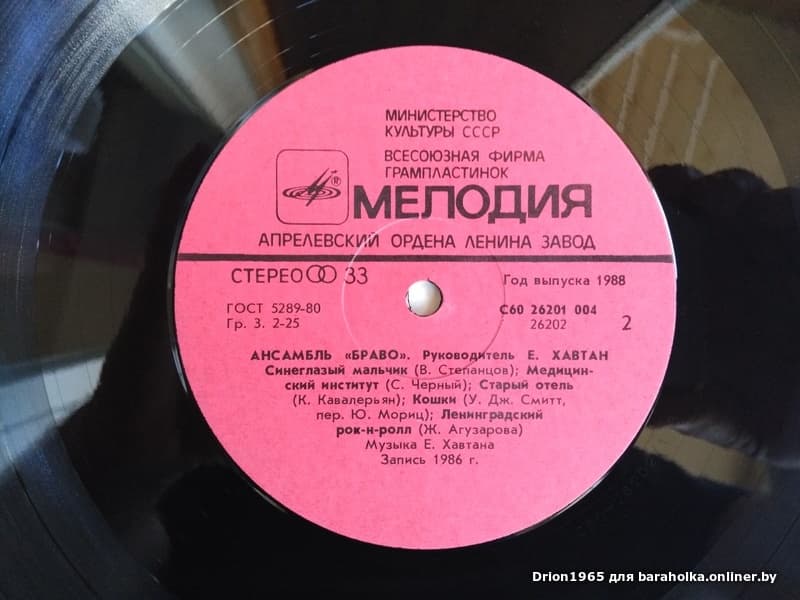 МИНИСТЕРСТВО
КУЛЬТУРЫ СССР
ВСЕСОЮЗНАЯ ФИРМА
ГРАМПЛАСТИНОК
®
МЕЛОДИЯ
АПРЕЛЕВСКИЙ ОРДЕНА ЛЕНИНА ЗАВОД
СТЕРЕО 33
Год выпуска 1988
ГОСТ 5289-80
Гр. 3. 2-25
С60 26201 004
26202
2
АНСАМБЛЬ «БРАВО». Руководитель Е. ХАВТАН
Синеглазый мальчик (В. Степанцов); Медицин-
ский институт (С. Черный); Старый отель
(К. Кавалерьян); Кошки (У. Дж. Смитт,
пер. Ю. Мориц); Ленинградский
рок-н-ролл (Ж. Агузарова)
Музыка Е. Хавтана
Запись 1986 г.
Drion1965 для baraholka.onliner.by